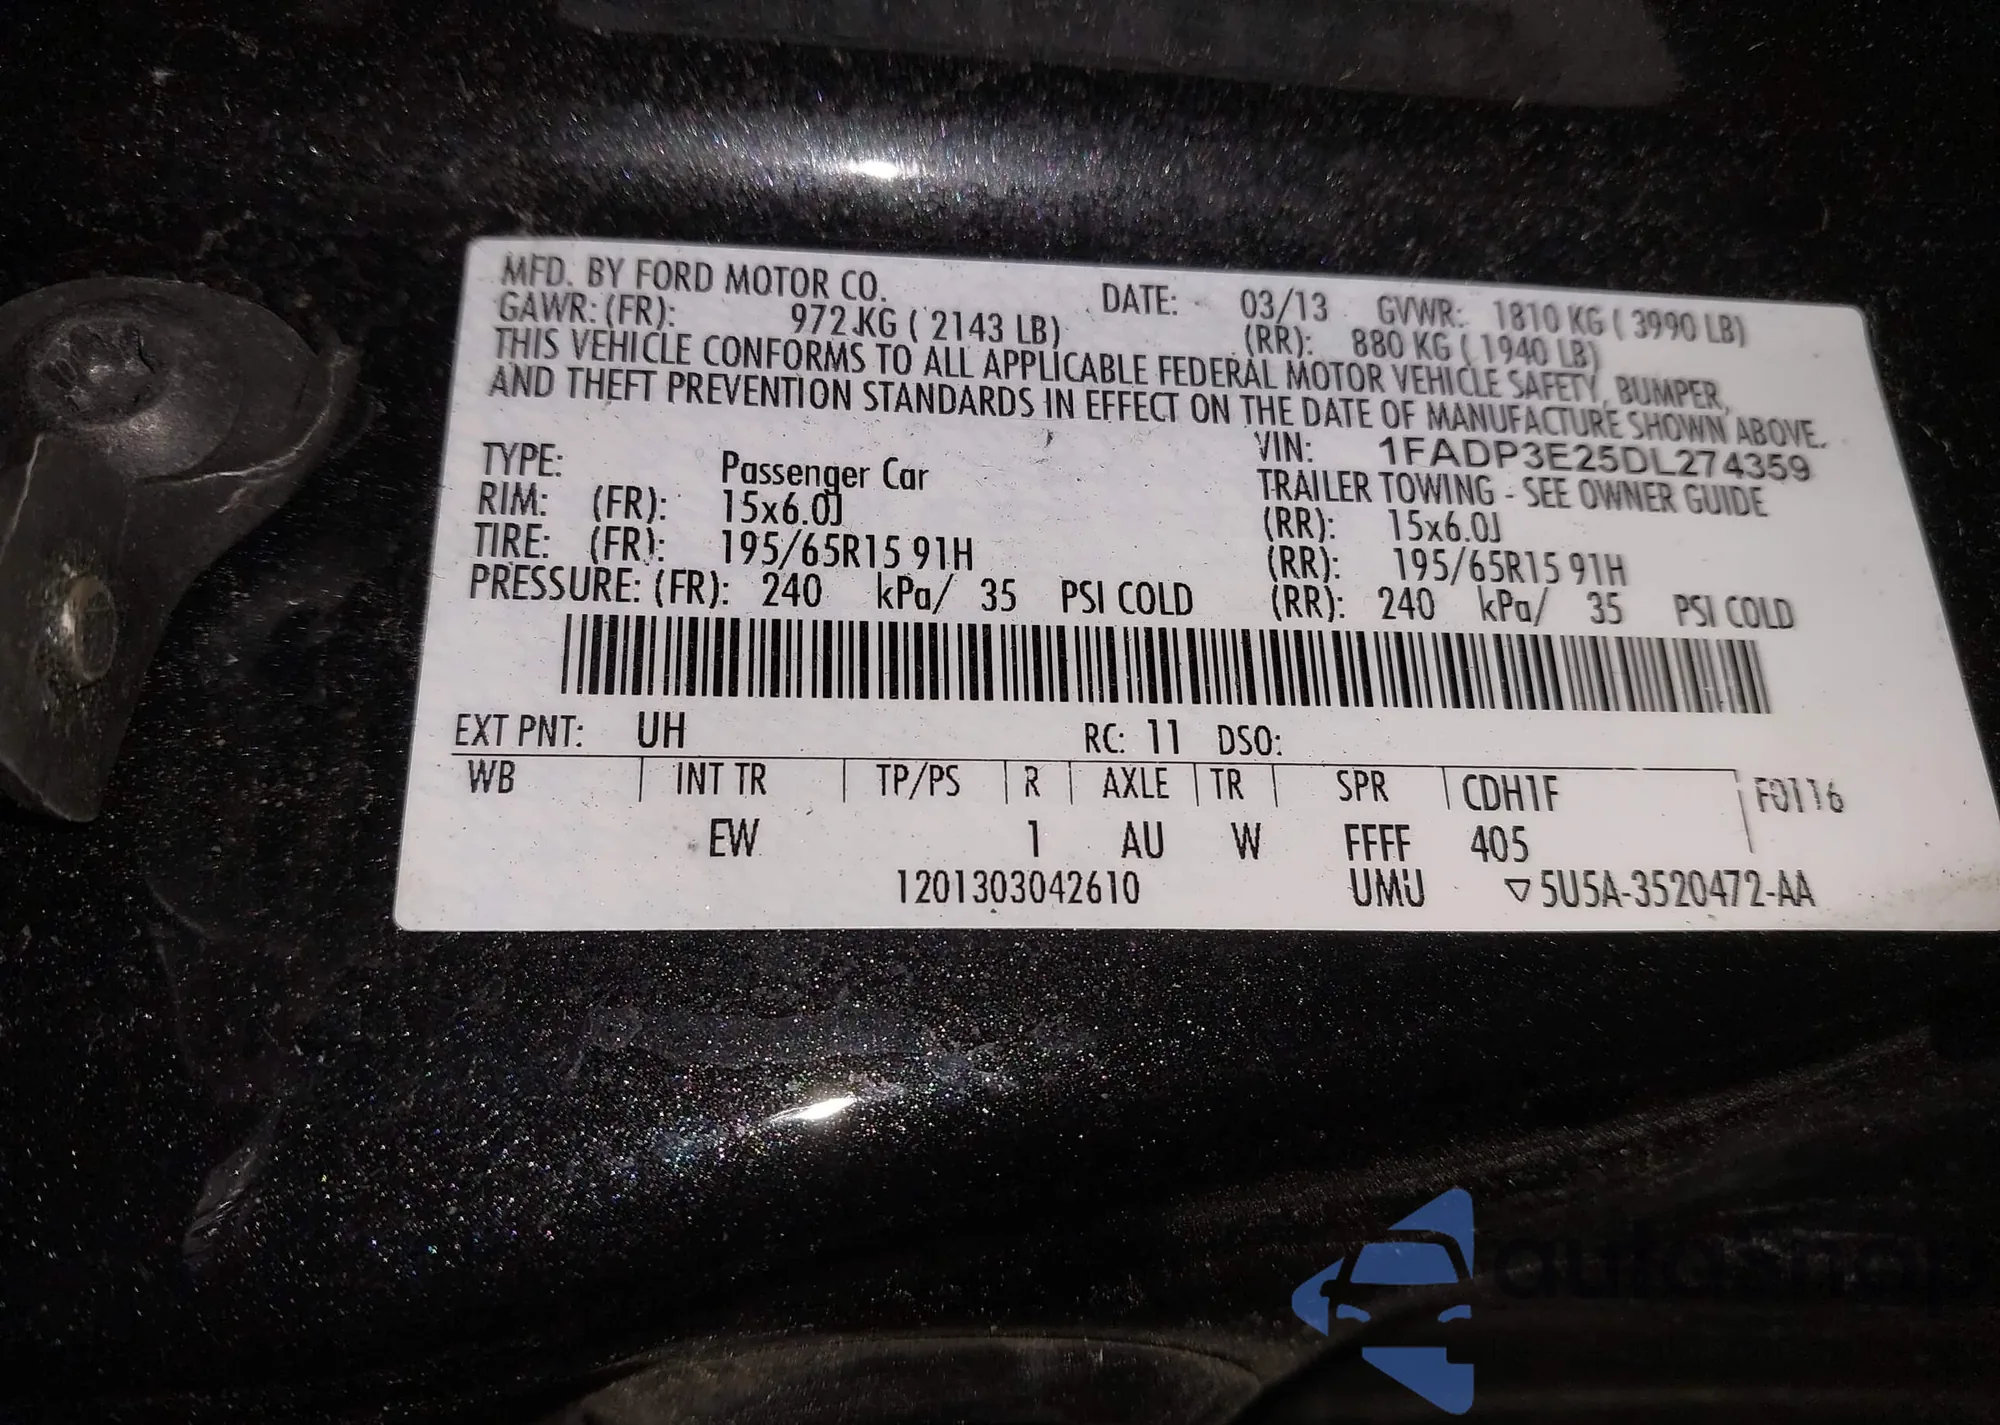 MFD. BY FORD MOTOR CO. DATE: 03/13 GVWR: 1810 KG ( 3990 LB)
GAWR: (FR): 972 KG ( 2143 LB) (RR): 880 KG ( 1940 LB)
THIS VEHICLE CONFORMS TO ALL APPLICABLE FEDERAL MOTOR VEHICLE SAFETY, BUMPER,
AND THEFT PREVENTION STANDARDS IN EFFECT ON THE DATE OF MANUFACTURE SHOWN ABOVE.
VIN: 1FADP3E25DL274359
TYPE: Passenger Car TRAILER TOWING - SEE OWNER GUIDE
RIM: (FR): 15x6.0J (RR): 15x6.0J
TIRE: (FR): 195/65R15 91H (RR): 195/65R15 91H
PRESSURE: (FR): 240 kPa/ 35 PSI COLD (RR): 240 kPa/ 35 PSI COLD
EXT PNT: UH RC: 11 DSO:
WB INT TR TP/PS R AXLE TR SPR CDH1F F0116
EW 1 AU W FFFF 405
1201303042610 UMU ▽5U5A-3520472-AA
autosnap